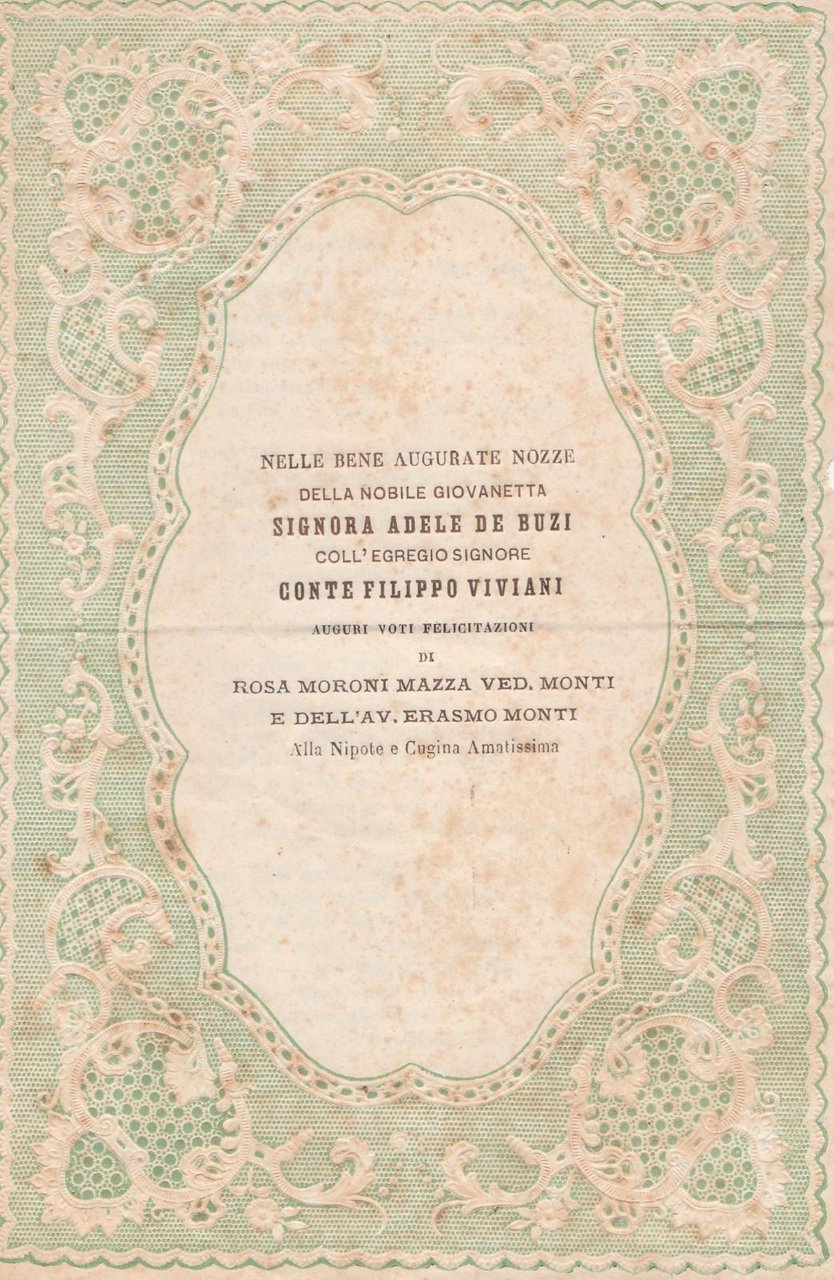 NELLE BENE AUGURATE NOZZE
DELLA NOBILE GIOVANETTA
SIGNORA ADELE DE BUZI
COLL' EGREGIO SIGNORE
CONTE FILIPPO VIVIANI
AUGURI VOTI FELICITAZIONI
DI
ROSA MORONI MAZZA VED. MONTI
E DELL'AV. ERASMO MONTI
Alla Nipote e Cugina Amatissima